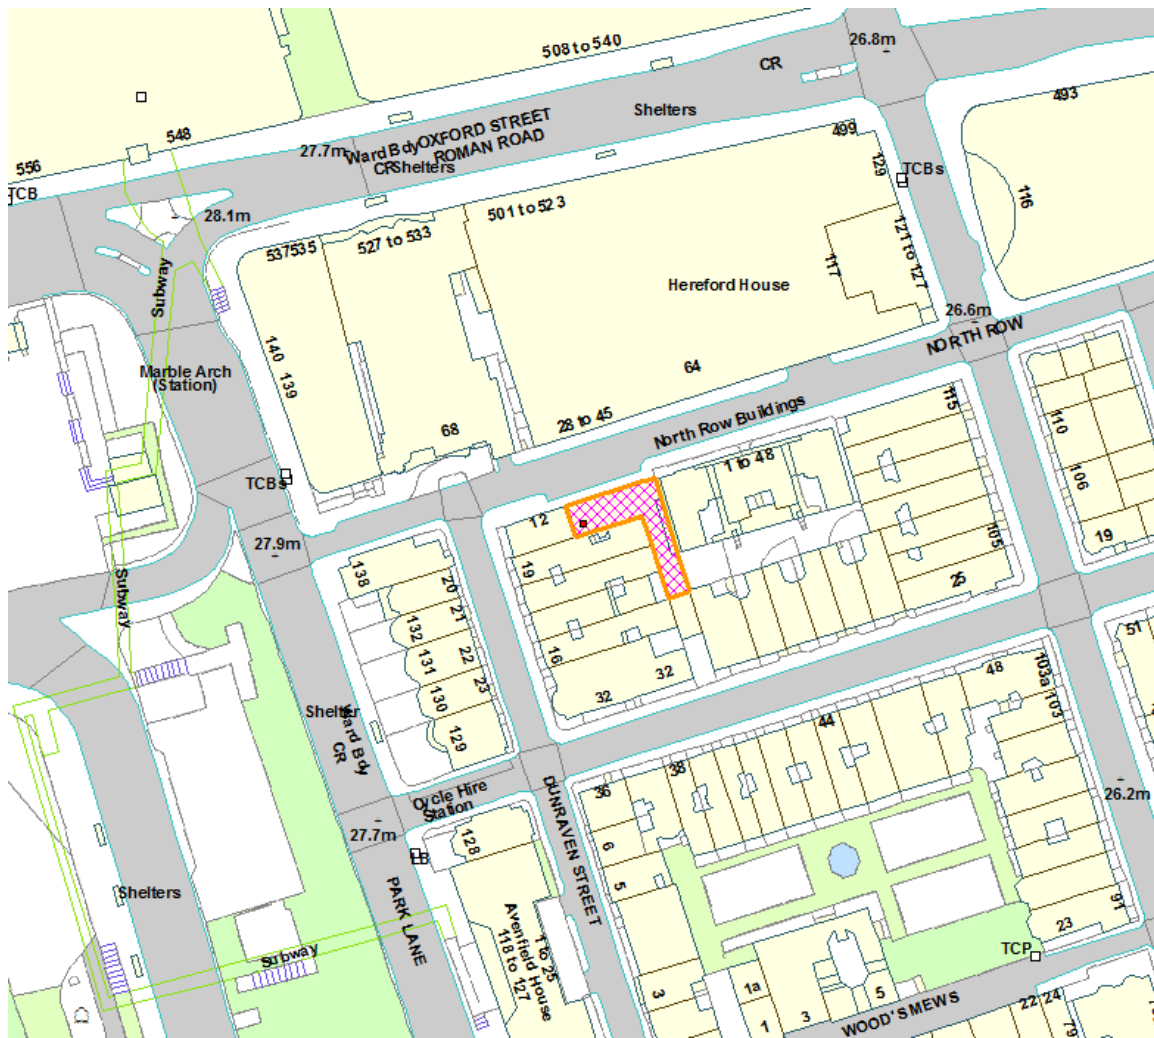 508 to 540
26.8m
CR
493
Shelters
548
Ward Bdy
OXFORD STREET
ROMAN ROAD
27.7m
CR
Shelters
556
TCB
499
129
TCBs
116
28.1m
501 to 523
527 to 533
537
535
121 to 127
117
Subway
Hereford House
26.6m
NORTH ROW
140
139
Marble Arch
(Station)
64
28 to 45
North Row Buildings
115
110
68
1 to 48
106
TCBs
12
105
19
27.9m
19
138
20
25
Subway
21
132
16
22
131
32
51
23
130
32
48
103a
103
Shelter
Ward Bdy
CR
129
44
38
36
26.2m
Cycle Hire
Station
DUNRAVEN STREET
27.7m
128
6
LB
5
Shelters
PARK LANE
Avenfield House
118 to 127
1 to 25
91
23
TCP
Subway
3
1a
5
3
1
WOOD'S MEWS
22
24
79